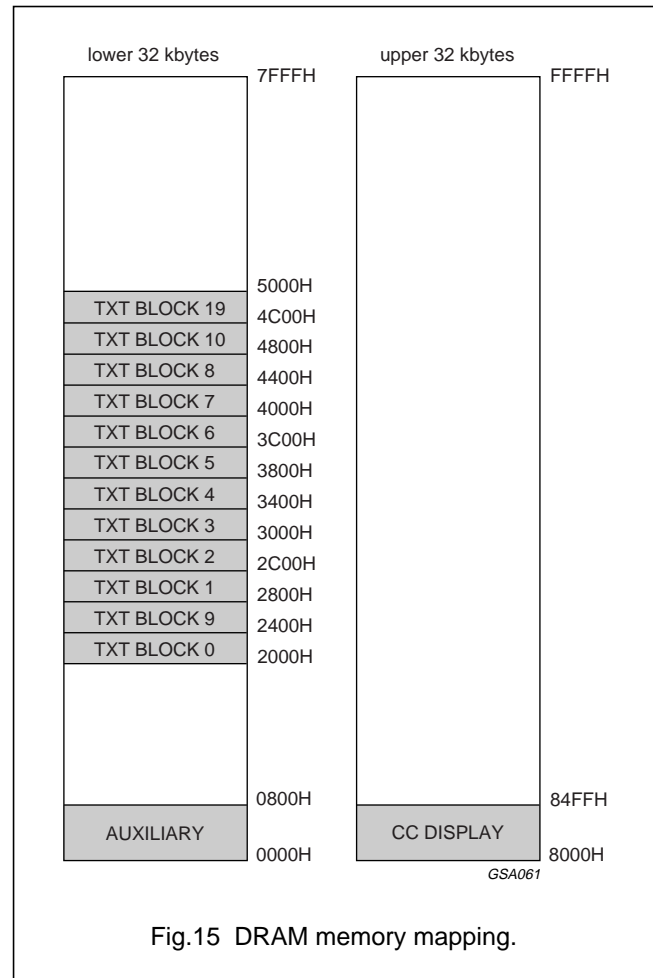 lower 32 kbytes
7FFFH
5000H
TXT BLOCK 19
4C00H
TXT BLOCK 10
4800H
TXT BLOCK 8
4400H
TXT BLOCK 7
4000H
TXT BLOCK 6
3C00H
TXT BLOCK 5
3800H
TXT BLOCK 4
3400H
TXT BLOCK 3
3000H
TXT BLOCK 2
2C00H
TXT BLOCK 1
2800H
TXT BLOCK 9
2400H
TXT BLOCK 0
2000H
0800H
AUXILIARY
0000H
upper 32 kbytes
FFFFH
84FFH
CC DISPLAY
8000H
GSA061
Fig.15 DRAM memory mapping.